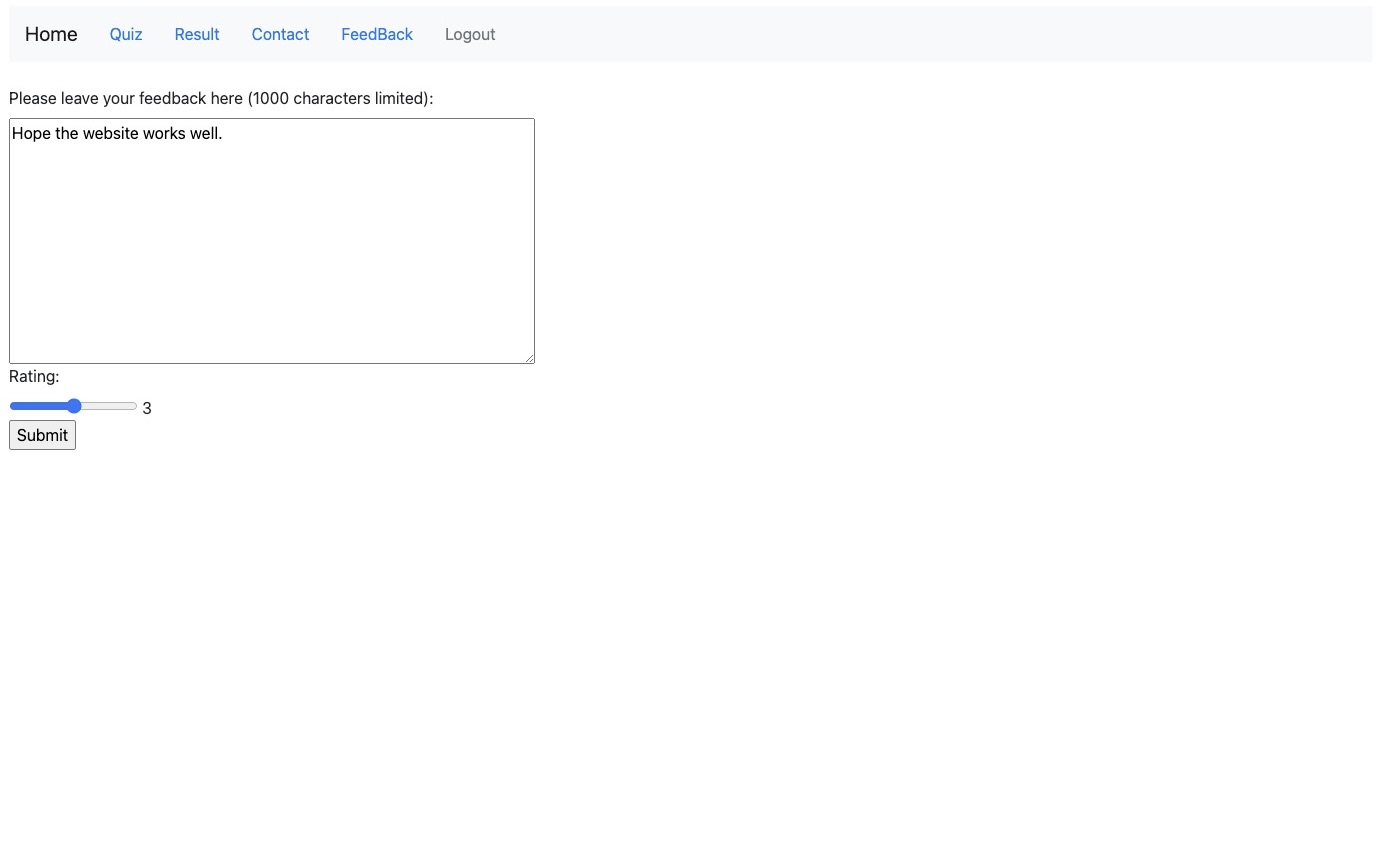 Home Quiz Result Contact FeedBack Logout
Please leave your feedback here (1000 characters limited):
Hope the website works well.
Rating:
3
Submit